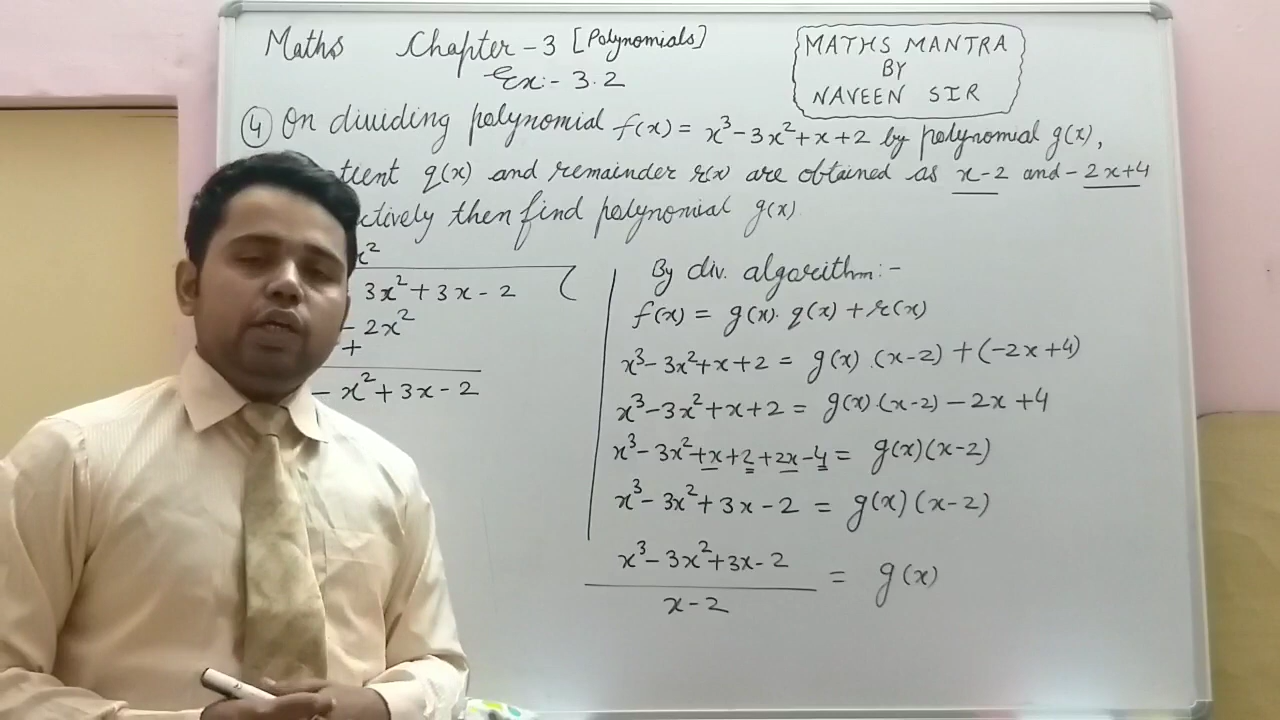 Maths Chapter - 3 [Polynomials]
Ex:- 3.2
MATHS MANTRA
BY
NAVEEN SIR
④ On dividing polynomial f(x) = x³ - 3x² + x + 2 by polynomial g(x),
tient q(x) and remainder r(x) are obtained as x-2 and -2x+4
ctively then find polynomial g(x)
x²
3x² + 3x - 2
- 2x²
+
- x² + 3x - 2
By div. algorithm:-
f(x) = g(x). q(x) + r(x)
x³ - 3x² + x + 2 = g(x).(x-2) + (-2x+4)
x³ - 3x² + x + 2 = g(x).(x-2) - 2x + 4
x³ - 3x² + x + 2 + 2x - 4 = g(x)(x-2)
x³ - 3x² + 3x - 2 = g(x)(x-2)
x³ - 3x² + 3x - 2
= g(x)
x - 2